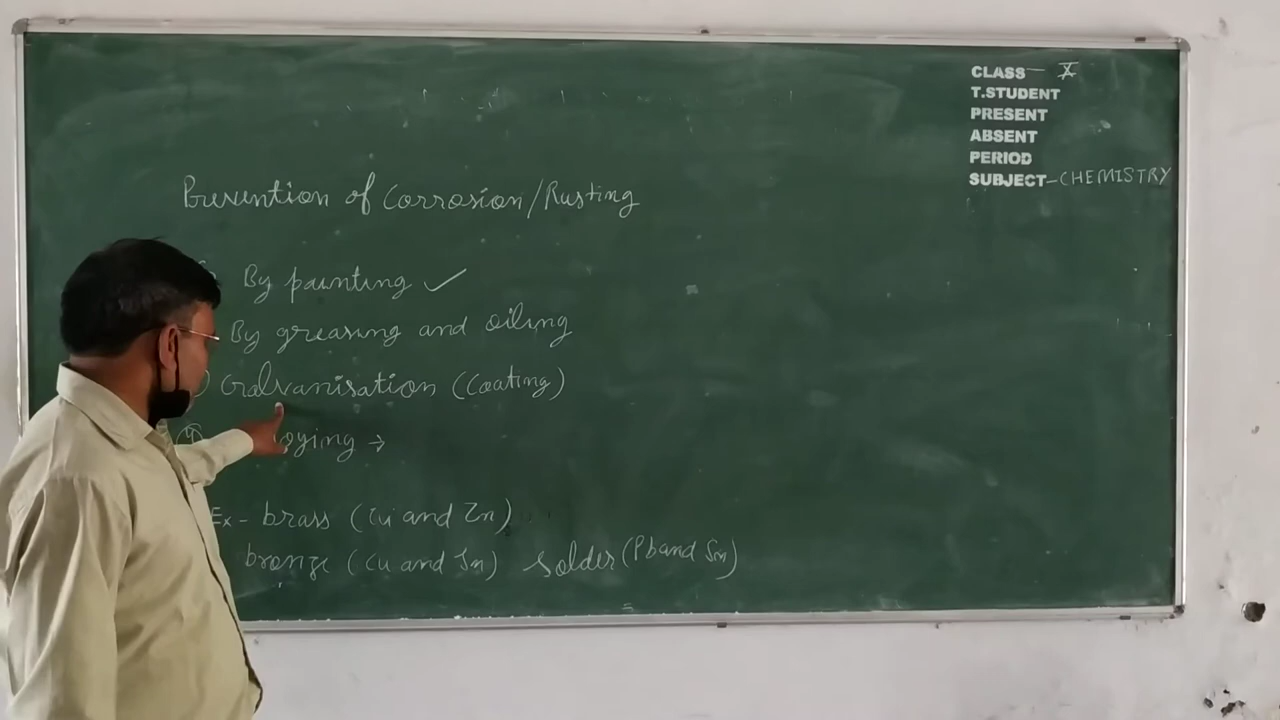 CLASS - X
T.STUDENT
PRESENT
ABSENT
PERIOD
SUBJECT - CHEMISTRY
Prevention of Corrosion/Rusting
By painting ✓
By greasing and oiling
Galvanisation (Coating)
oying →
Ex - brass (Cu and Zn)
bronze (Cu and Sn) solder (Pb and Sn)